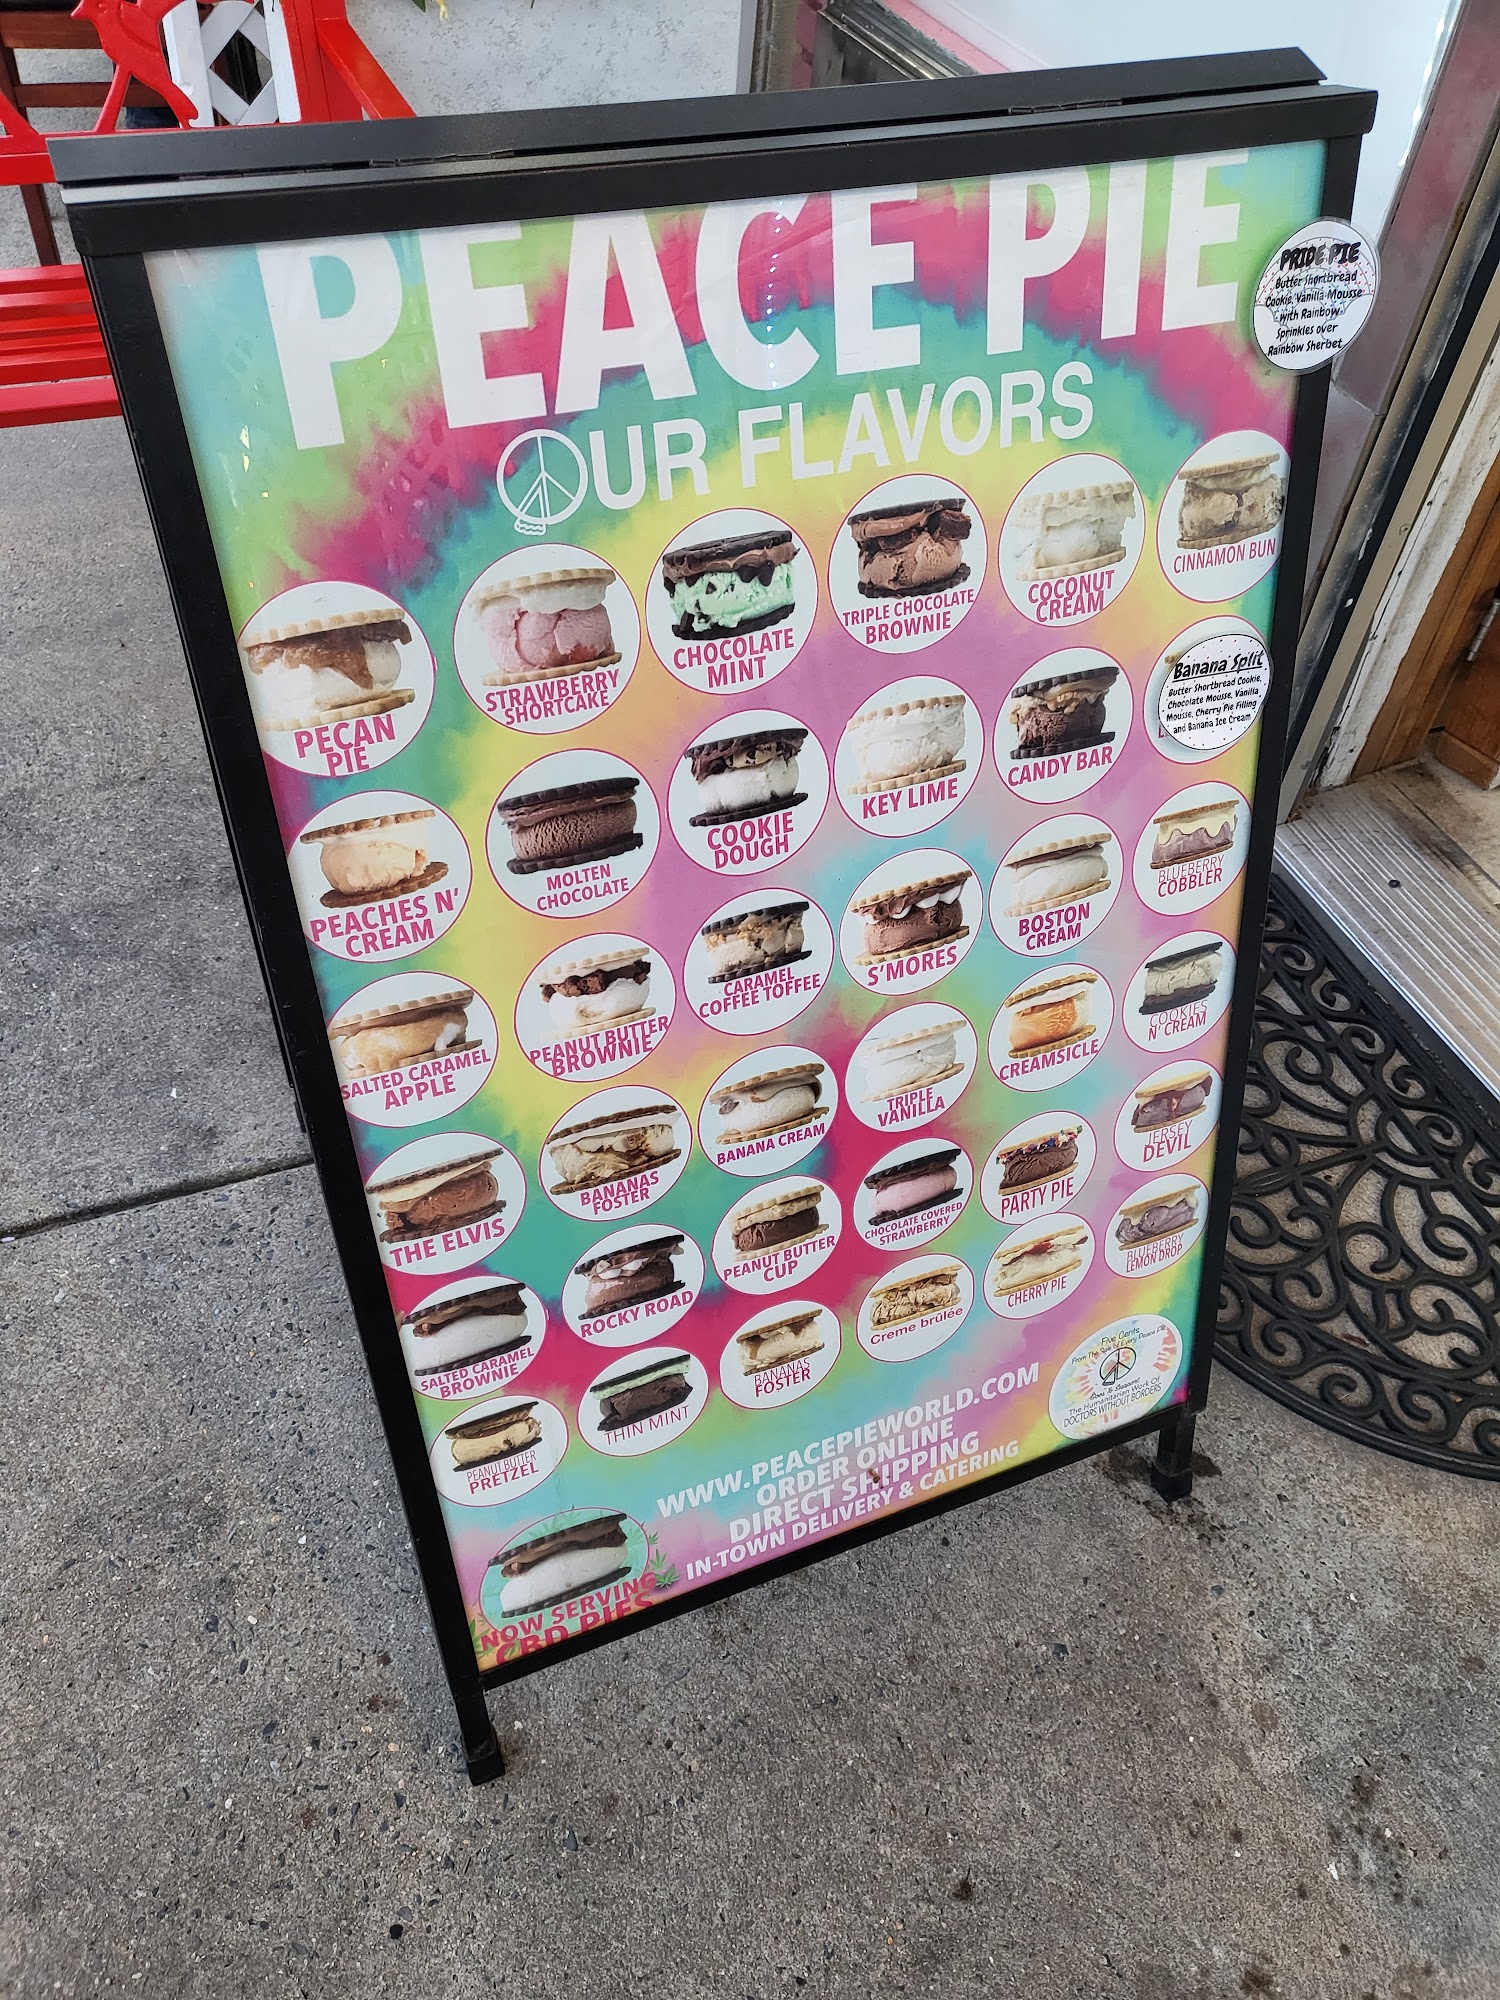 PEACE PIE
OUR FLAVORS
PRIDE PIE
Butter Shortbread
Cookie, Vanilla Mousse
with Rainbow
Sprinkles over
Rainbow Sherbet
PECAN
PIE
STRAWBERRY
SHORTCAKE
CHOCOLATE
MINT
TRIPLE CHOCOLATE
BROWNIE
COCONUT
CREAM
CINNAMON BUN
PEACHES N'
CREAM
MOLTEN
CHOCOLATE
COOKIE
DOUGH
KEY LIME
CANDY BAR
Banana Split
Butter Shortbread Cookie,
Chocolate Mousse, Vanilla
Mousse, Cherry Pie Filling
and Banana Ice Cream
SALTED CARAMEL
APPLE
PEANUT BUTTER
BROWNIE
CARAMEL
COFFEE TOFFEE
S'MORES
BOSTON
CREAM
BLUEBERRY
COBBLER
THE ELVIS
BANANAS
FOSTER
BANANA CREAM
TRIPLE
VANILLA
CREAMSICLE
COOKIES
N' CREAM
SALTED CARAMEL
BROWNIE
ROCKY ROAD
PEANUT BUTTER
CUP
CHOCOLATE COVERED
STRAWBERRY
PARTY PIE
JERSEY
DEVIL
PEANUT BUTTER
PRETZEL
THIN MINT
BANANAS
FOSTER
Creme brûlée
CHERRY PIE
BLUEBERRY
LEMON DROP
Five Cents
From The Sale of Every Peace Pie
The Humanitarian Work Of
DOCTORS WITHOUT BORDERS
WWW.PEACEPIEWORLD.COM
ORDER ONLINE
DIRECT SHIPPING
IN-TOWN DELIVERY & CATERING
NOW SERVING
CBD PIES